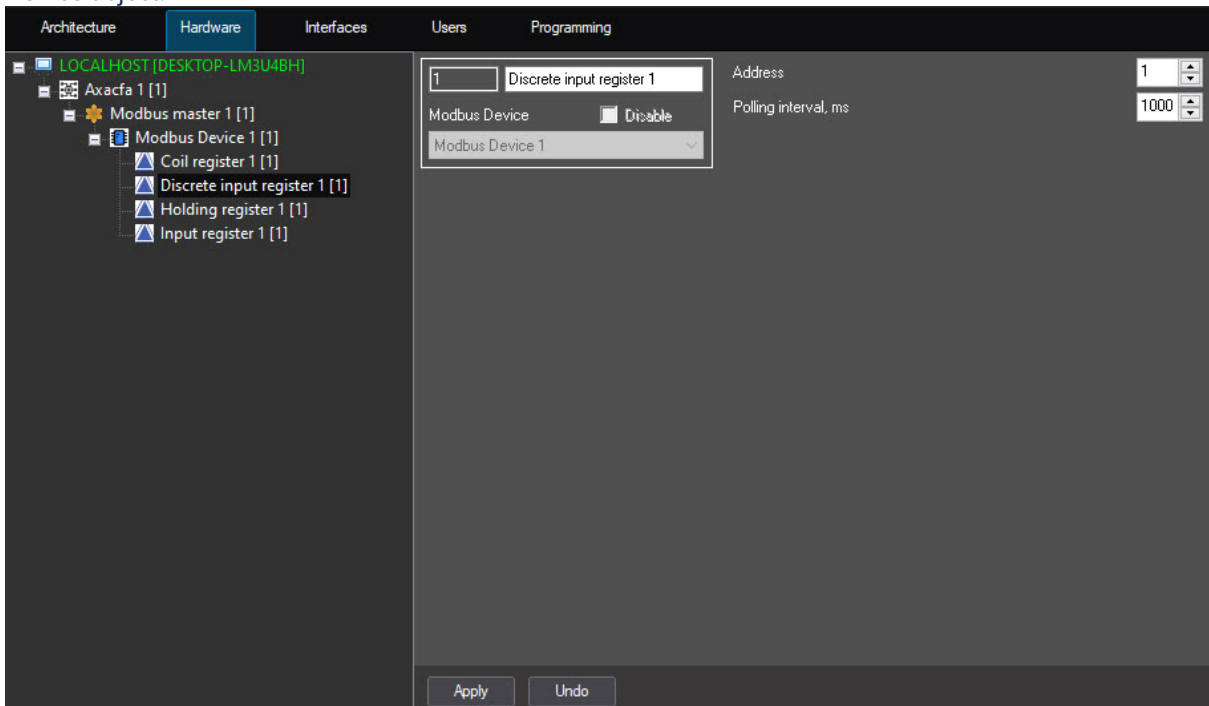 Architecture Hardware Interfaces Users Programming
LOCALHOST [DESKTOP-LM3U4BH]
Axacfa 1 [1]
Modbus master 1 [1]
Modbus Device 1 [1]
Coil register 1 [1]
Discrete input register 1 [1]
Holding register 1 [1]
Input register 1 [1]
1 Discrete input register 1
Modbus Device Disable
Modbus Device 1
Address 1
Polling interval, ms 1000
Apply Undo